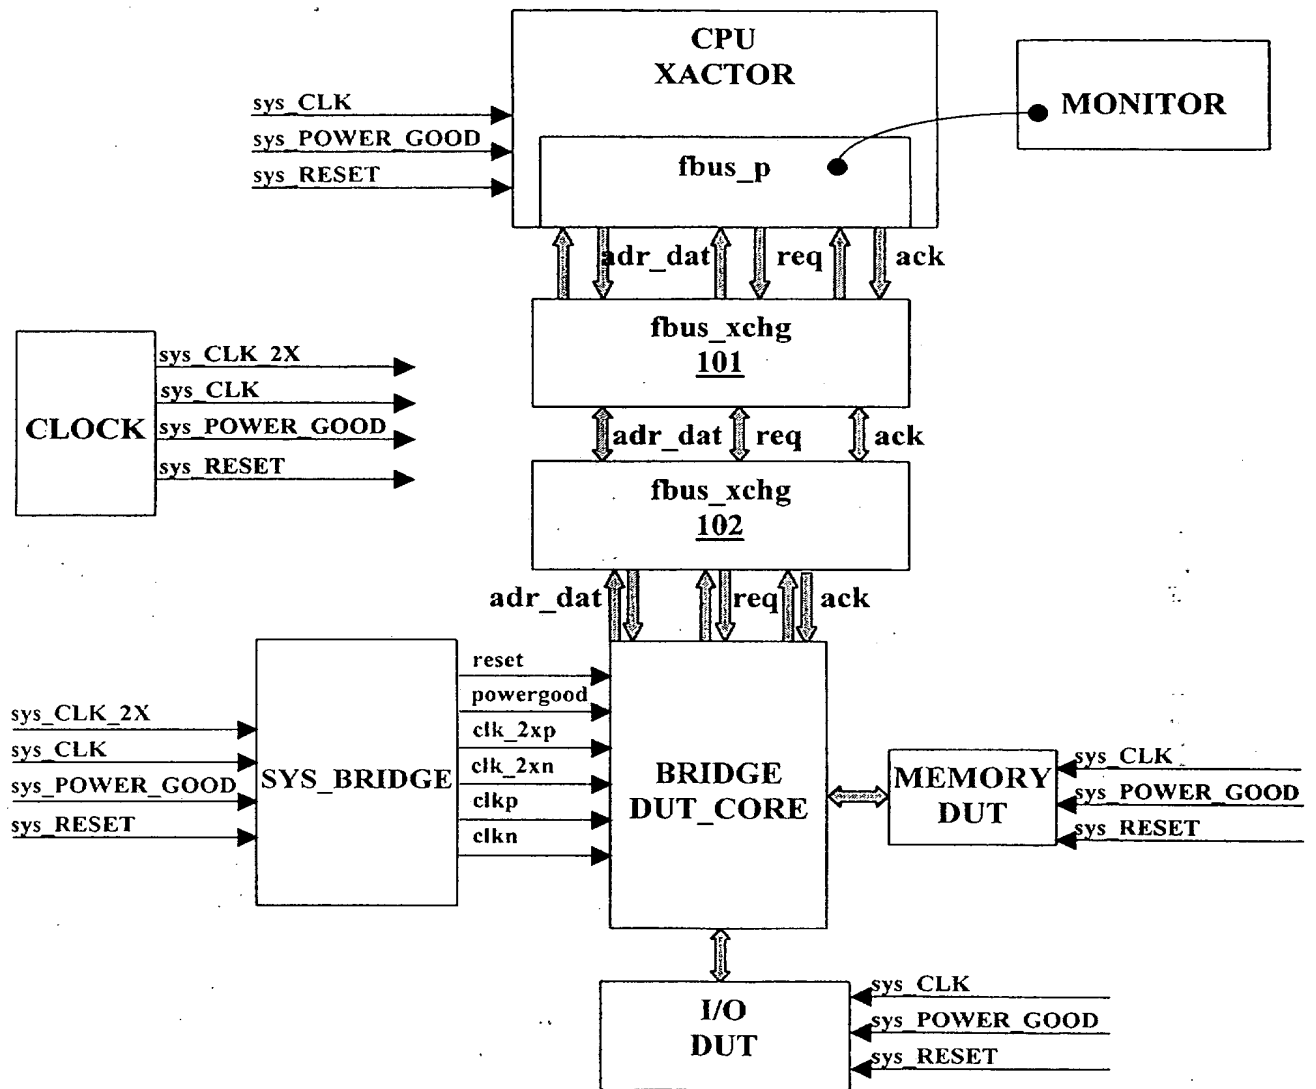 CPU
XACTOR
MONITOR
sys_CLK
sys_POWER_GOOD
sys_RESET
fbus_p
adr_dat
req
ack
fbus_xchg
101
CLOCK
sys_CLK_2X
sys_CLK
sys_POWER_GOOD
sys_RESET
adr_dat
req
ack
fbus_xchg
102
adr_dat
req
ack
sys_CLK_2X
sys_CLK
sys_POWER_GOOD
sys_RESET
SYS_BRIDGE
reset
powergood
clk_2xp
clk_2xn
clkp
clkn
BRIDGE
DUT_CORE
MEMORY
DUT
sys_CLK
sys_POWER_GOOD
sys_RESET
I/O
DUT
sys_CLK
sys_POWER_GOOD
sys_RESET